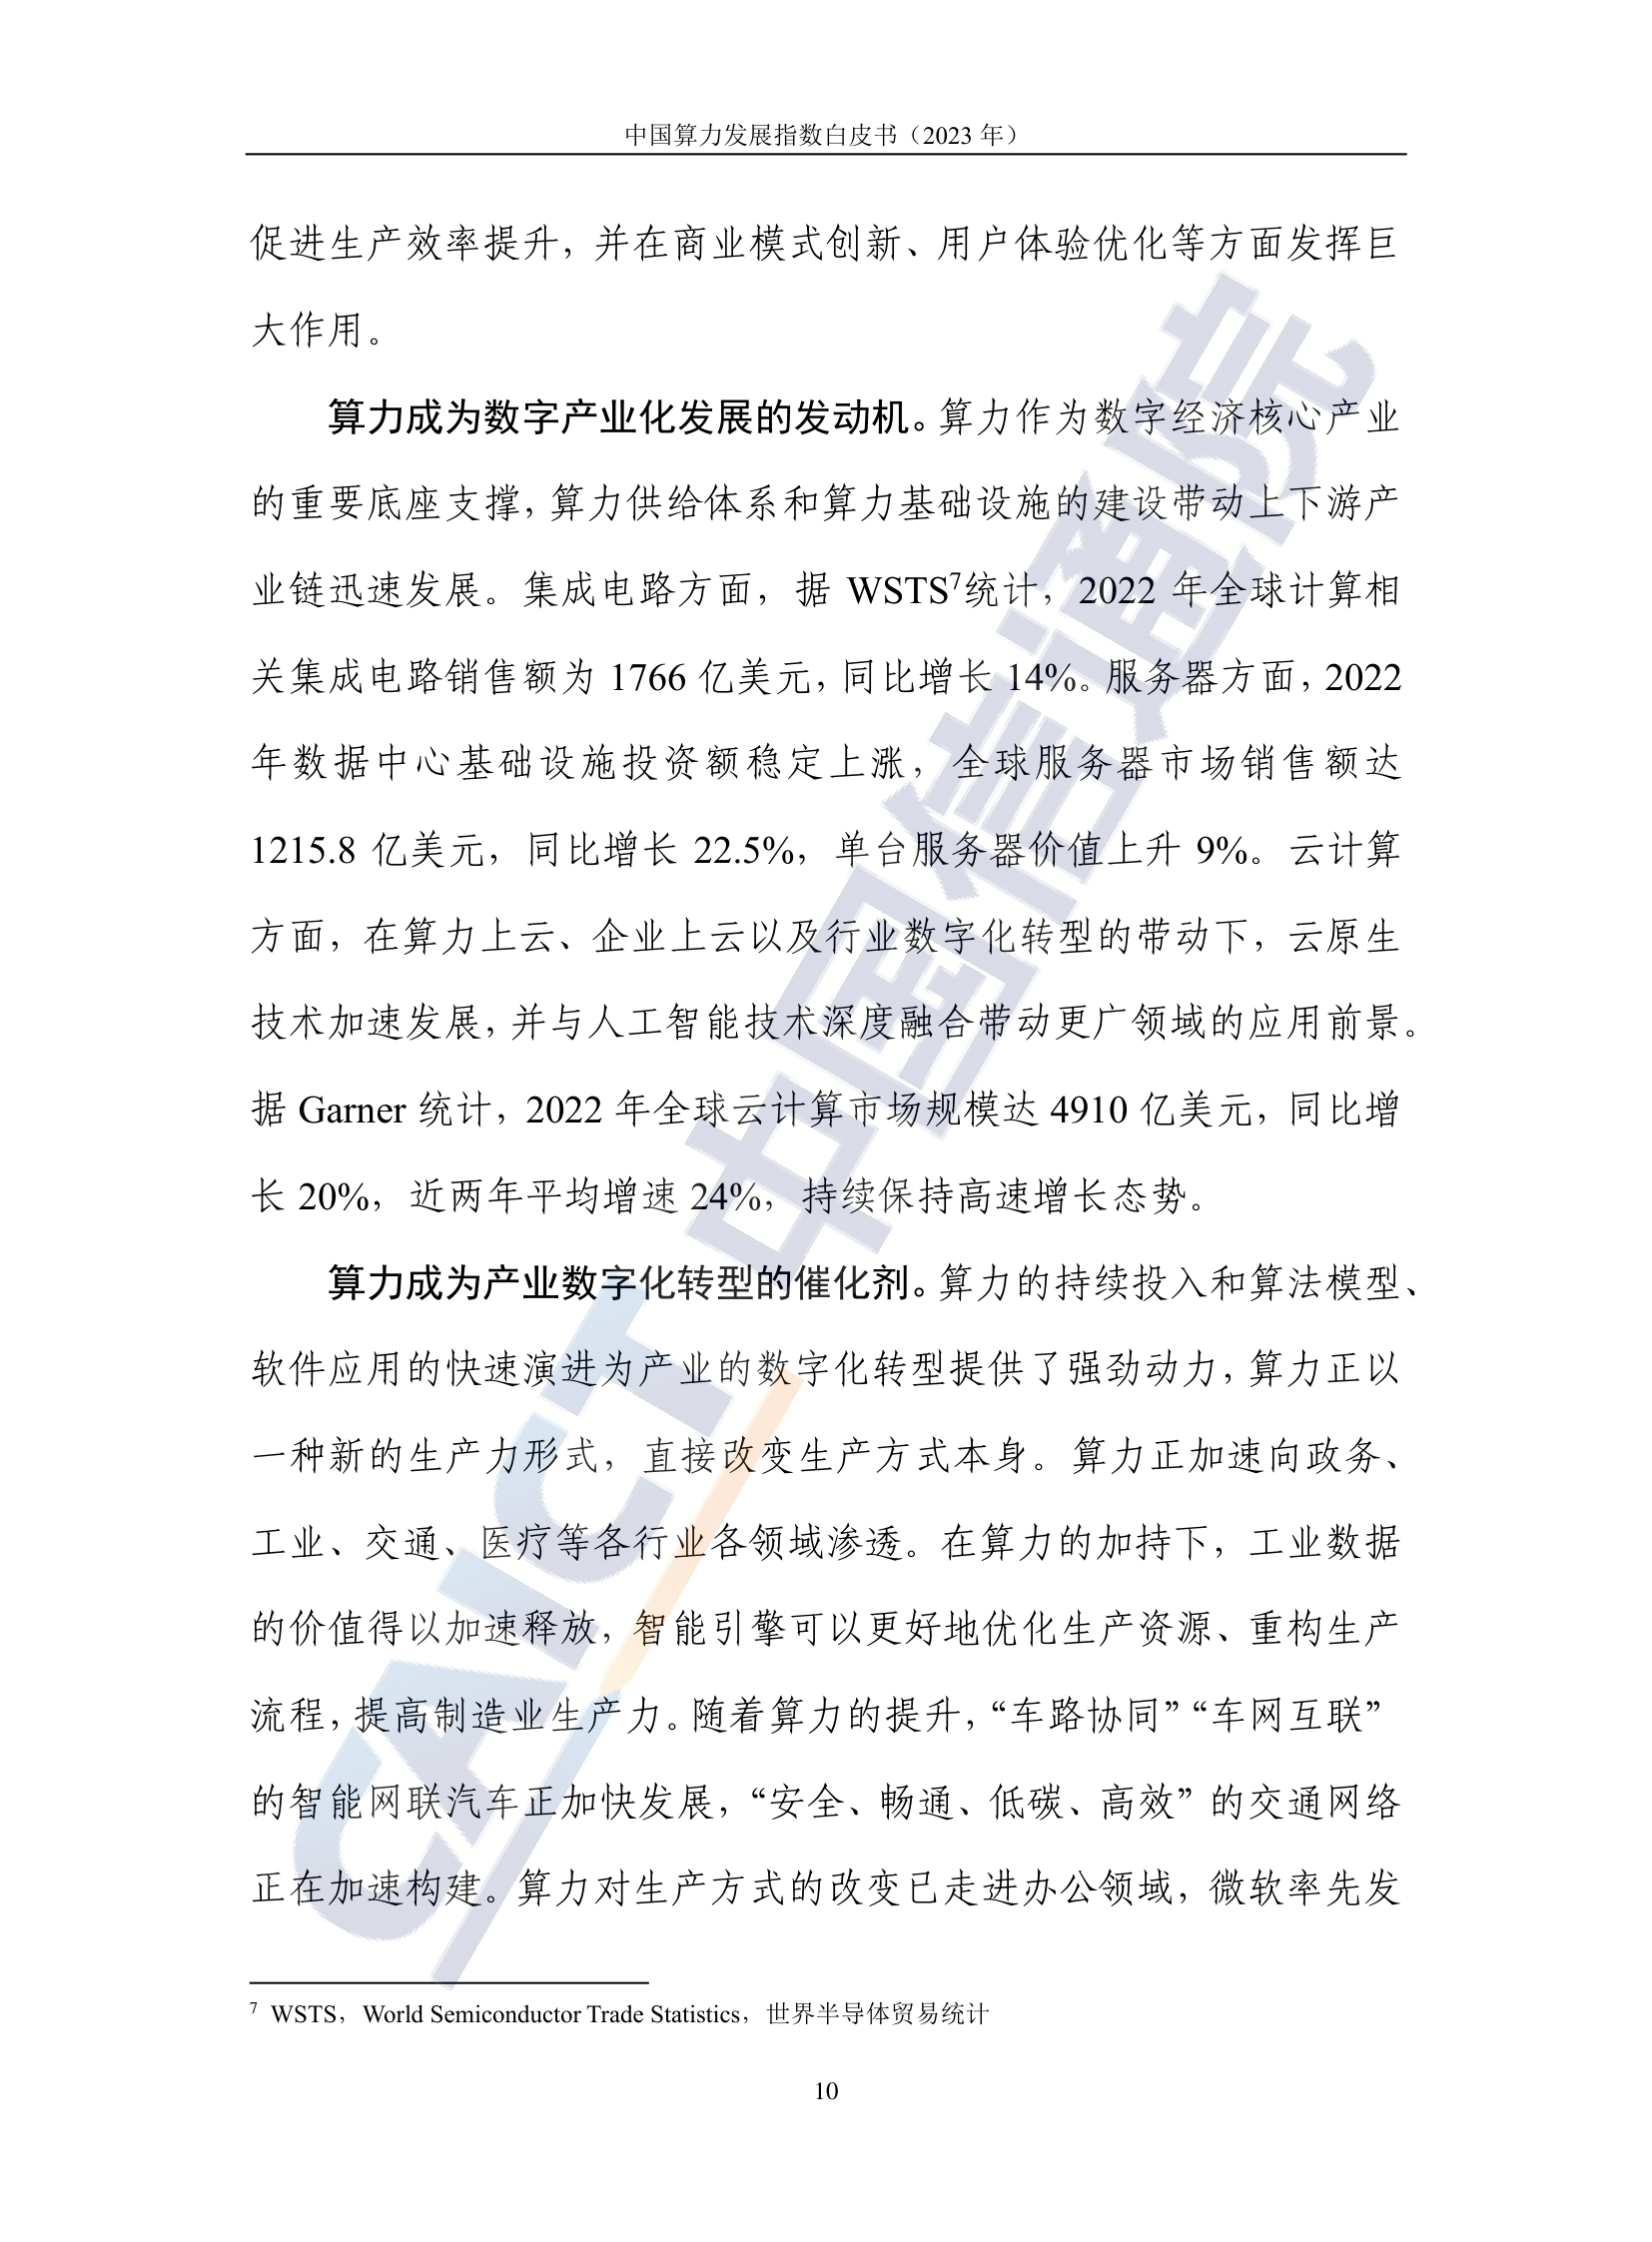 中国算力发展指数白皮书（2023 年）
促进生产效率提升，并在商业模式创新、用户体验优化等方面发挥巨
大作用。
算力成为数字产业化发展的发动机。算力作为数字经济核心产业
的重要底座支撑，算力供给体系和算力基础设施的建设带动上下游产
业链迅速发展。集成电路方面，据 WSTS7统计，2022 年全球计算相
关集成电路销售额为 1766 亿美元，同比增长 14%。服务器方面，2022
年数据中心基础设施投资额稳定上涨，全球服务器市场销售额达
1215.8 亿美元，同比增长 22.5%，单台服务器价值上升 9%。云计算
方面，在算力上云、企业上云以及行业数字化转型的带动下，云原生
技术加速发展，并与人工智能技术深度融合带动更广领域的应用前景。
据 Garner 统计，2022 年全球云计算市场规模达 4910 亿美元，同比增
长 20%，近两年平均增速 24%，持续保持高速增长态势。
算力成为产业数字化转型的催化剂。算力的持续投入和算法模型、
软件应用的快速演进为产业的数字化转型提供了强劲动力，算力正以
一种新的生产力形式，直接改变生产方式本身。算力正加速向政务、
工业、交通、医疗等各行业各领域渗透。在算力的加持下，工业数据
的价值得以加速释放，智能引擎可以更好地优化生产资源、重构生产
流程，提高制造业生产力。随着算力的提升，“车路协同”“车网互联”
的智能网联汽车正加快发展，“安全、畅通、低碳、高效”的交通网络
正在加速构建。算力对生产方式的改变已走进办公领域，微软率先发
7 WSTS，World Semiconductor Trade Statistics，世界半导体贸易统计
10
CAICT 中国信通院